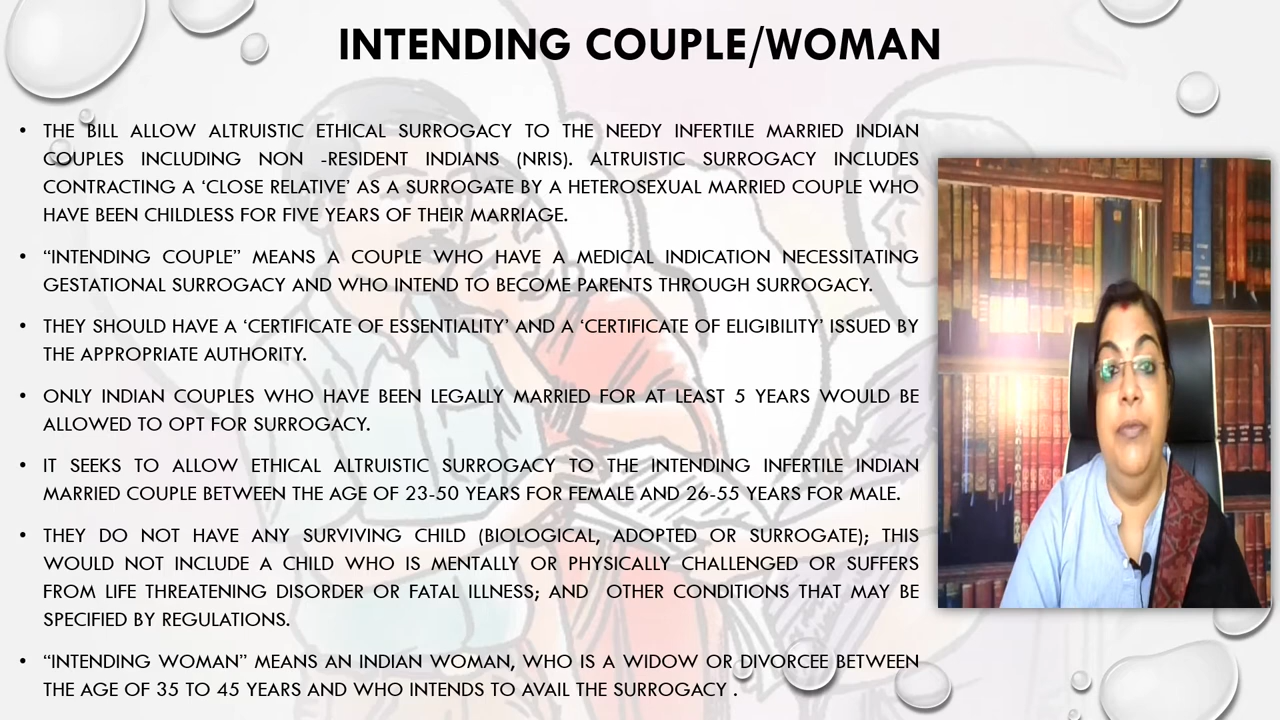 INTENDING COUPLE/WOMAN
• THE BILL ALLOW ALTRUISTIC ETHICAL SURROGACY TO THE NEEDY INFERTILE MARRIED INDIAN
COUPLES INCLUDING NON -RESIDENT INDIANS (NRIS). ALTRUISTIC SURROGACY INCLUDES
CONTRACTING A ‘CLOSE RELATIVE’ AS A SURROGATE BY A HETEROSEXUAL MARRIED COUPLE WHO
HAVE BEEN CHILDLESS FOR FIVE YEARS OF THEIR MARRIAGE.
• “INTENDING COUPLE” MEANS A COUPLE WHO HAVE A MEDICAL INDICATION NECESSITATING
GESTATIONAL SURROGACY AND WHO INTEND TO BECOME PARENTS THROUGH SURROGACY.
• THEY SHOULD HAVE A ‘CERTIFICATE OF ESSENTIALITY’ AND A ‘CERTIFICATE OF ELIGIBILITY’ ISSUED BY
THE APPROPRIATE AUTHORITY.
• ONLY INDIAN COUPLES WHO HAVE BEEN LEGALLY MARRIED FOR AT LEAST 5 YEARS WOULD BE
ALLOWED TO OPT FOR SURROGACY.
• IT SEEKS TO ALLOW ETHICAL ALTRUISTIC SURROGACY TO THE INTENDING INFERTILE INDIAN
MARRIED COUPLE BETWEEN THE AGE OF 23-50 YEARS FOR FEMALE AND 26-55 YEARS FOR MALE.
• THEY DO NOT HAVE ANY SURVIVING CHILD (BIOLOGICAL, ADOPTED OR SURROGATE); THIS
WOULD NOT INCLUDE A CHILD WHO IS MENTALLY OR PHYSICALLY CHALLENGED OR SUFFERS
FROM LIFE THREATENING DISORDER OR FATAL ILLNESS; AND OTHER CONDITIONS THAT MAY BE
SPECIFIED BY REGULATIONS.
• “INTENDING WOMAN” MEANS AN INDIAN WOMAN, WHO IS A WIDOW OR DIVORCEE BETWEEN
THE AGE OF 35 TO 45 YEARS AND WHO INTENDS TO AVAIL THE SURROGACY .